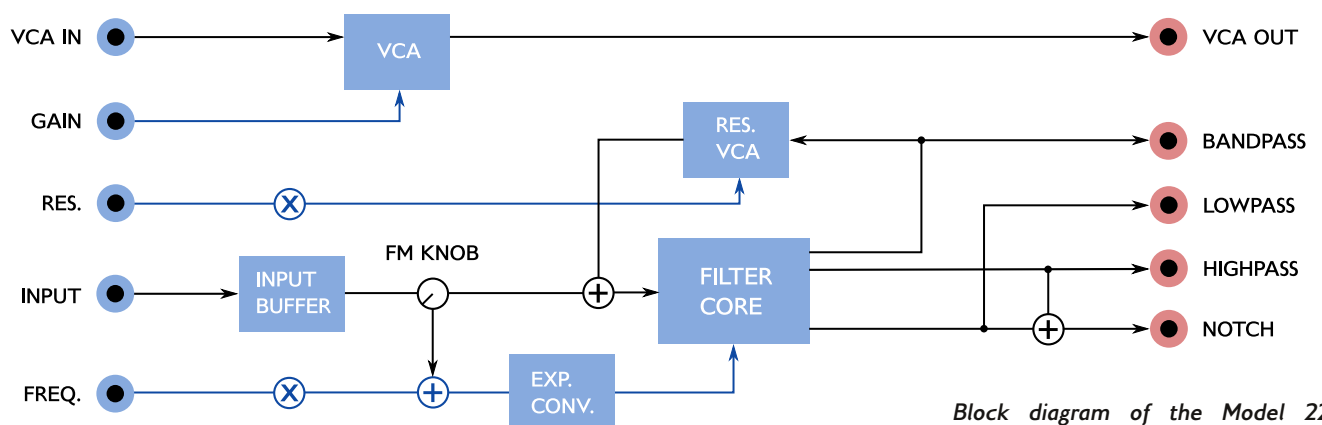 VCA IN
VCA
VCA OUT
GAIN
RES.
VCA
BANDPASS
RES.
X
LOWPASS
FM KNOB
INPUT
INPUT
BUFFER
+
FILTER
CORE
HIGHPASS
+
NOTCH
FREQ.
X
+
EXP.
CONV.
Block diagram of the Model 22